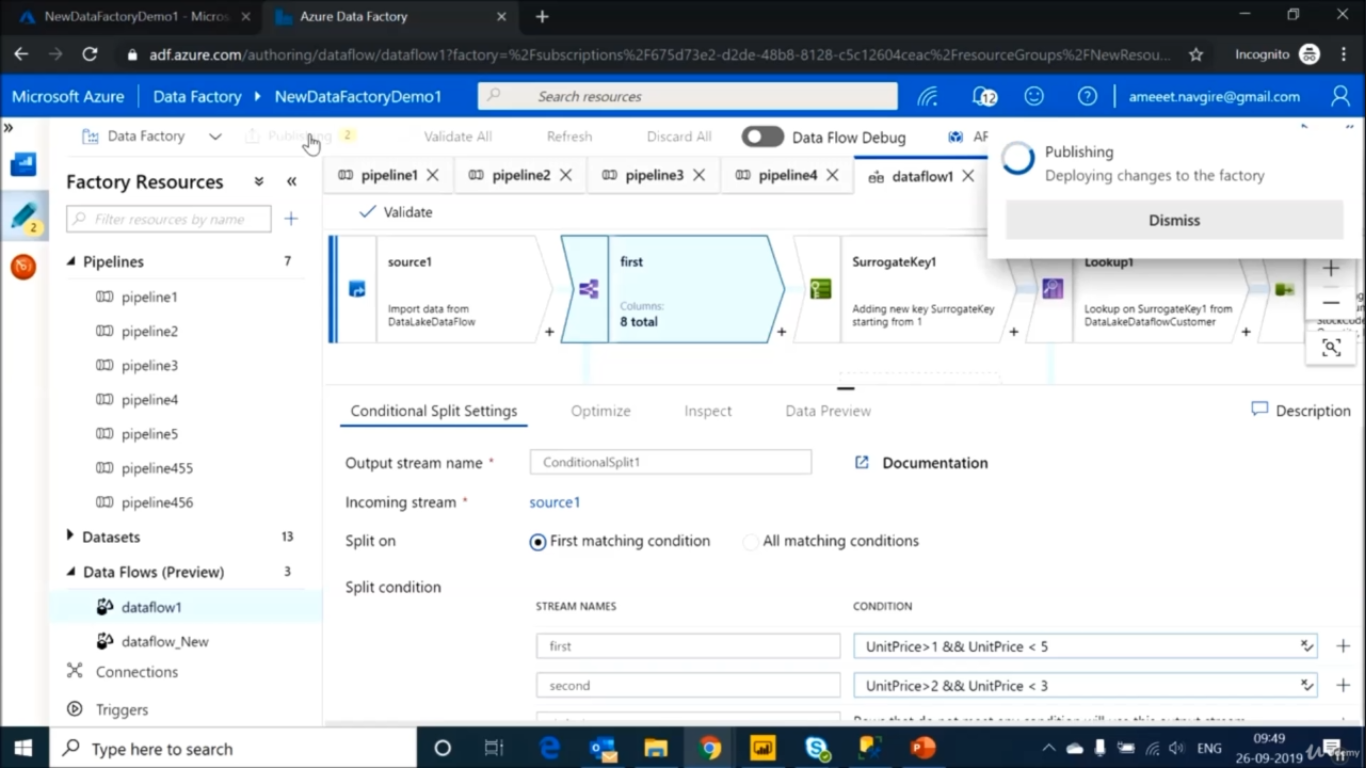 NewDataFactoryDemo1 - Micros
Azure Data Factory
adf.azure.com/authoring/dataflow/dataflow1?factory=%2Fsubscriptions%2F675d73e2-d2de-48b8-8128-c5c12604ceac%2FresourceGroups%2FNewResou...
Incognito
Microsoft Azure
Data Factory
NewDataFactoryDemo1
Search resources
12
ameeet.navgire@gmail.com
Data Factory
Publishing
2
Validate All
Refresh
Discard All
Data Flow Debug
AR
Publishing
Deploying changes to the factory
Dismiss
Factory Resources
pipeline1
pipeline2
pipeline3
pipeline4
dataflow1
Filter resources by name
2
Validate
Pipelines
7
source1
Import data from
DataLakeDataFlow
first
Columns:
8 total
SurrogateKey1
Adding new key SurrogateKey
starting from 1
Lookup1
Lookup on SurrogateKey1 from
DataLakeDataflowCustomer
pipeline1
pipeline2
pipeline3
pipeline4
pipeline5
pipeline455
pipeline456
Datasets
13
Data Flows (Preview)
3
dataflow1
dataflow_New
Connections
Triggers
Conditional Split Settings
Optimize
Inspect
Data Preview
Description
Output stream name *
ConditionalSplit1
Documentation
Incoming stream *
source1
Split on
First matching condition
All matching conditions
Split condition
STREAM NAMES
CONDITION
first
UnitPrice>1 && UnitPrice < 5
second
UnitPrice>2 && UnitPrice < 3
Type here to search
ENG
09:49
26-09-2019